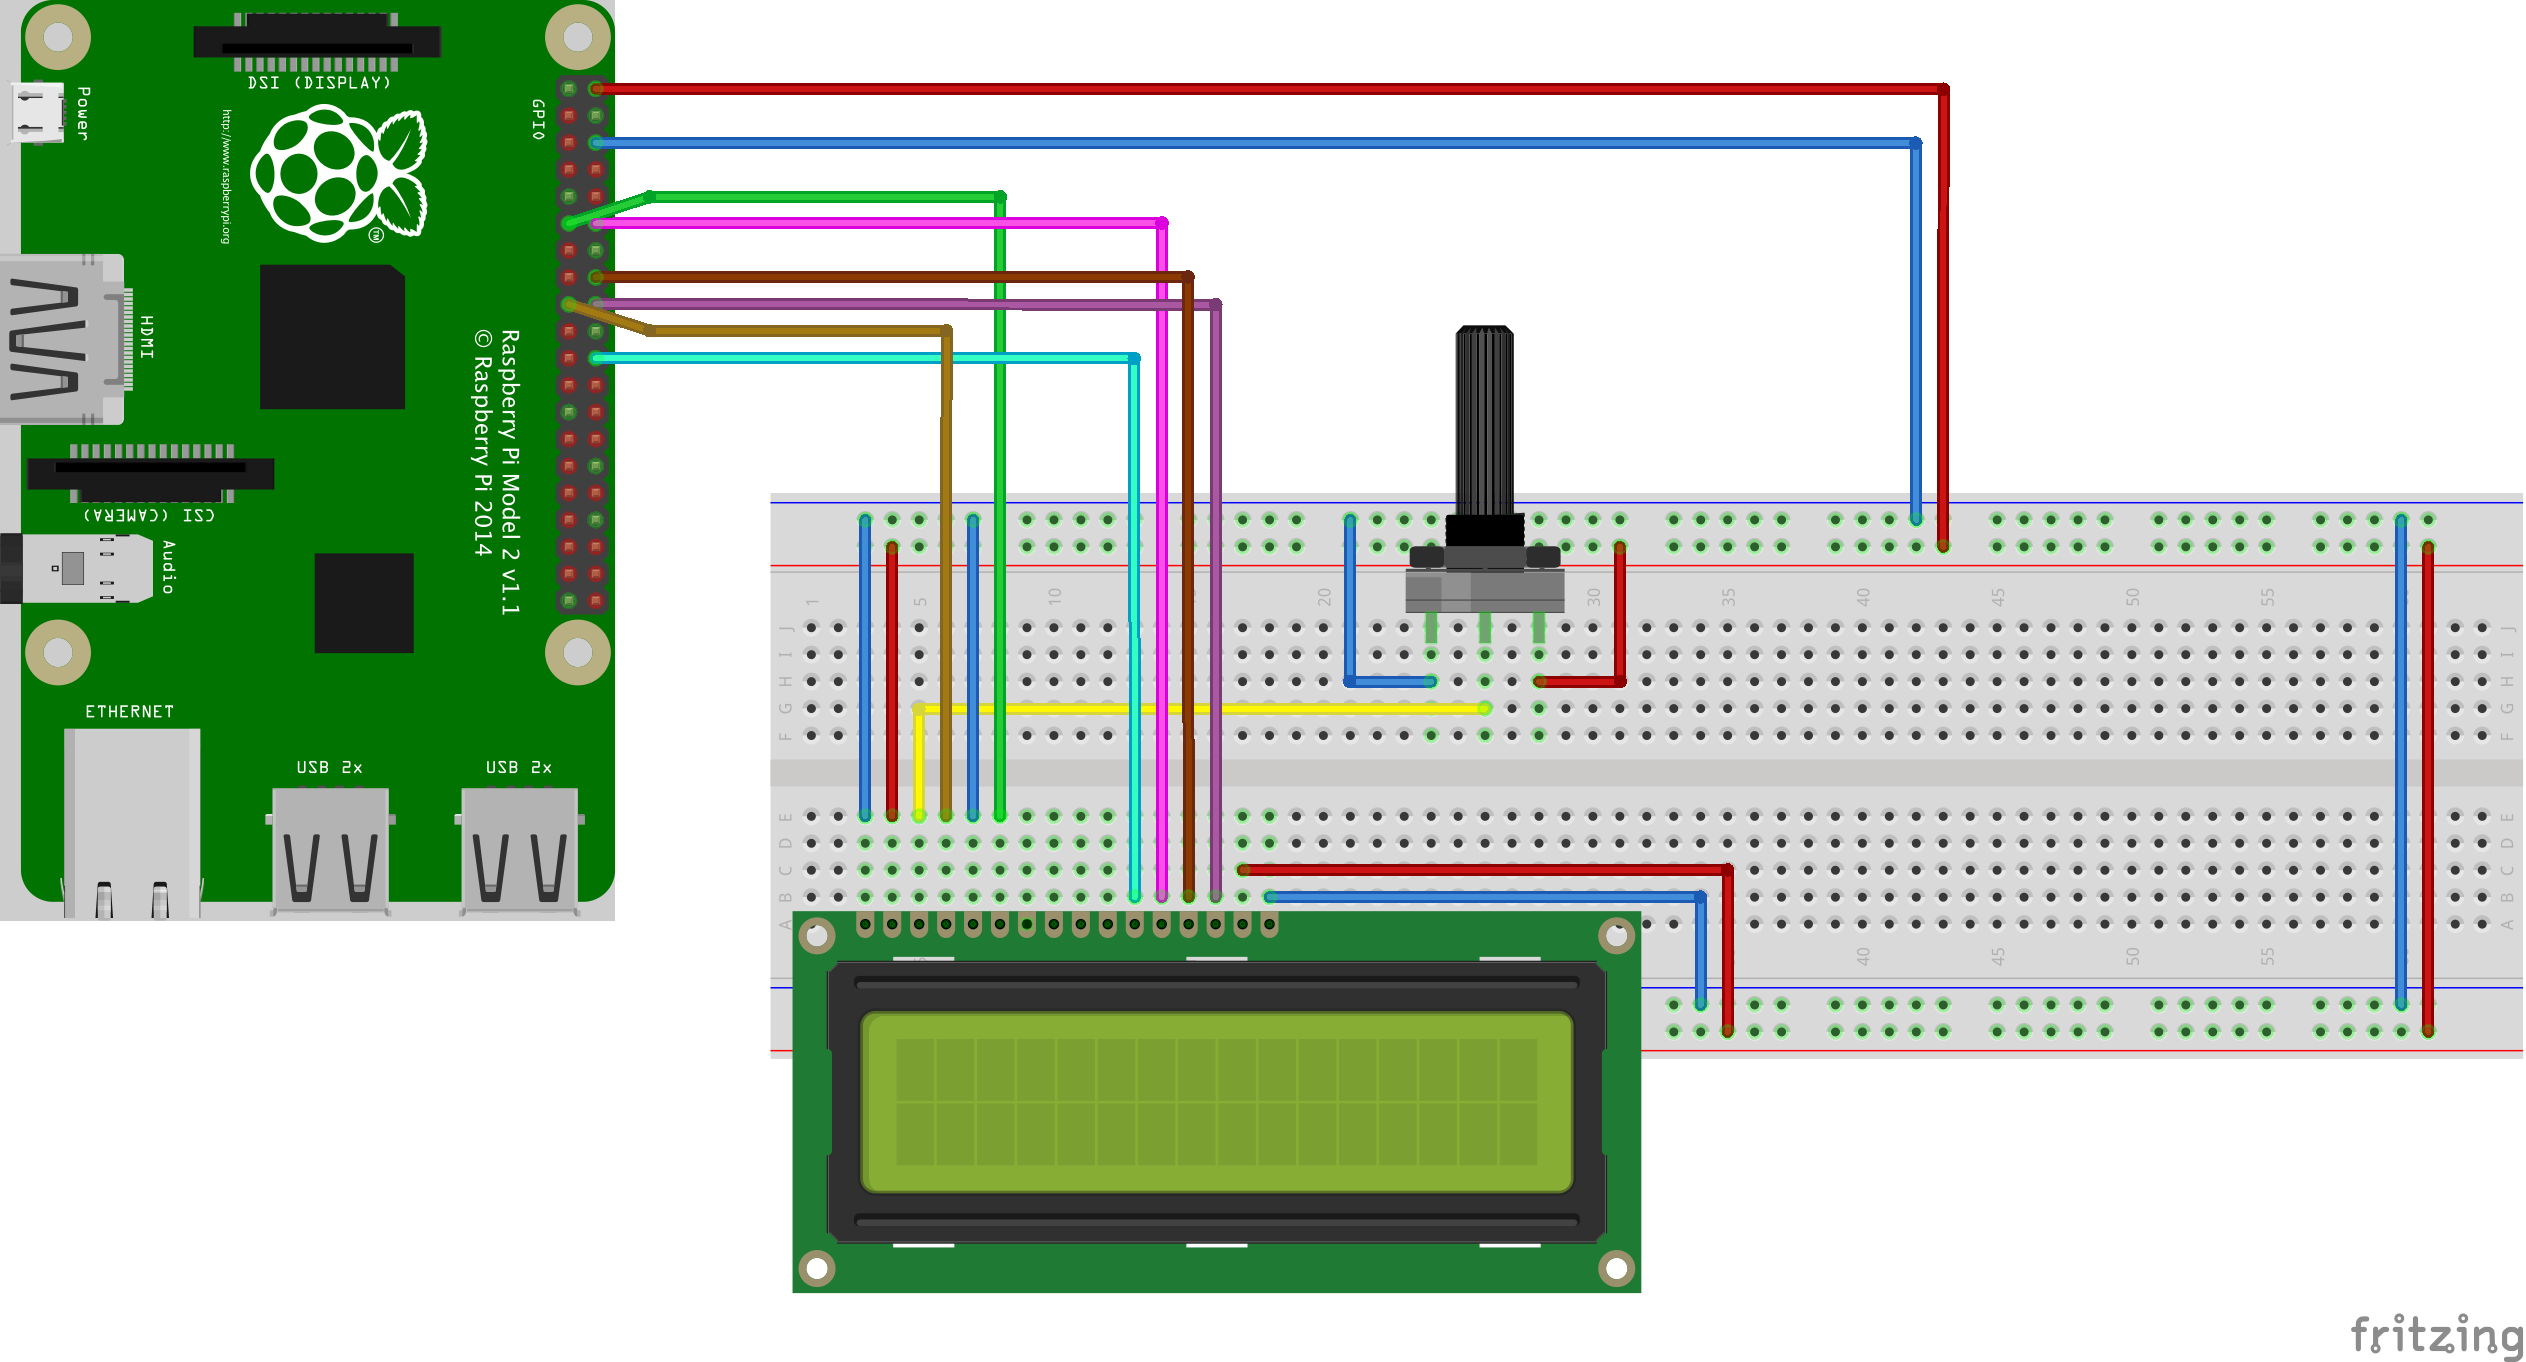 DSI (DISPLAY)
Power
GPIO
http://www.raspberrypi.org
TM
HDMI
Raspberry Pi Model 2 v1.1
© Raspberry Pi 2014
CSI (CAMERA)
Audio
ETHERNET
USB 2x
USB 2x
1
5
10
20
30
35
40
45
50
55
J
I
H
G
F
E
D
C
B
A
J
I
H
G
F
E
D
C
B
A
40
45
50
55
fritzing